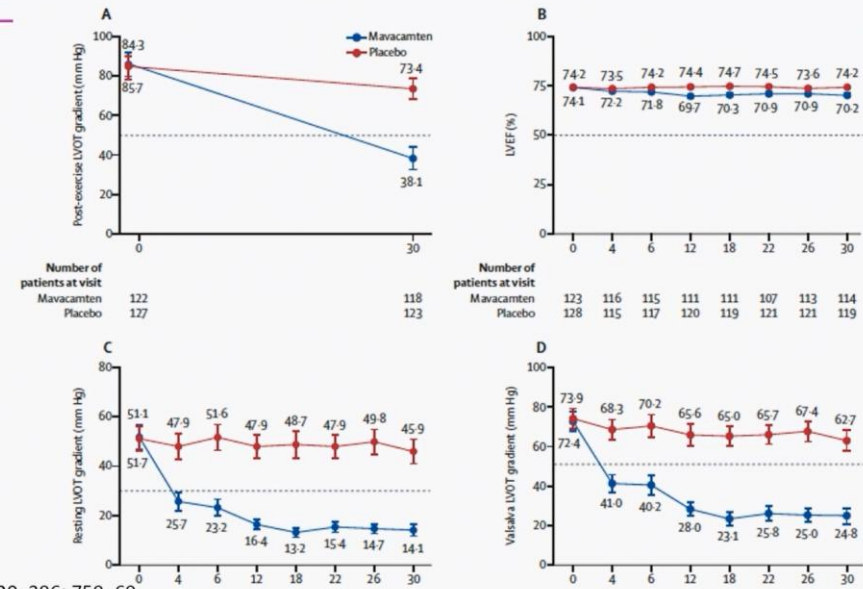 A
Post-exercise LVOT gradient (mm Hg)
100
80
60
40
20
0
84·3
85·7
73·4
38·1
Mavacamten
Placebo
0 30
Number of
patients at visit
Mavacamten 122 118
Placebo 127 123
B
LVEF (%)
100
75
50
25
0
74·2 73·5 74·2 74·4 74·7 74·5 73·6 74·2
74·1 72·2 71·8 69·7 70·3 70·9 70·9 70·2
0 4 6 12 18 22 26 30
Number of
patients at visit
Mavacamten 123 116 115 111 111 107 113 114
Placebo 128 115 117 120 119 121 121 119
C
Resting LVOT gradient (mm Hg)
80
60
40
20
0
51·1 47·9 51·6 47·9 48·7 47·9 49·8 45·9
51·7 25·7 23·2 16·4 13·2 15·4 14·7 14·1
0 4 6 12 18 22 26 30
D
Valsalva LVOT gradient (mm Hg)
100
80
60
40
20
0
73·9 68·3 70·2 65·6 65·0 65·7 67·4 62·7
72·4 41·0 40·2 28·0 23·1 25·8 25·0 24·8
0 4 6 12 18 22 26 30